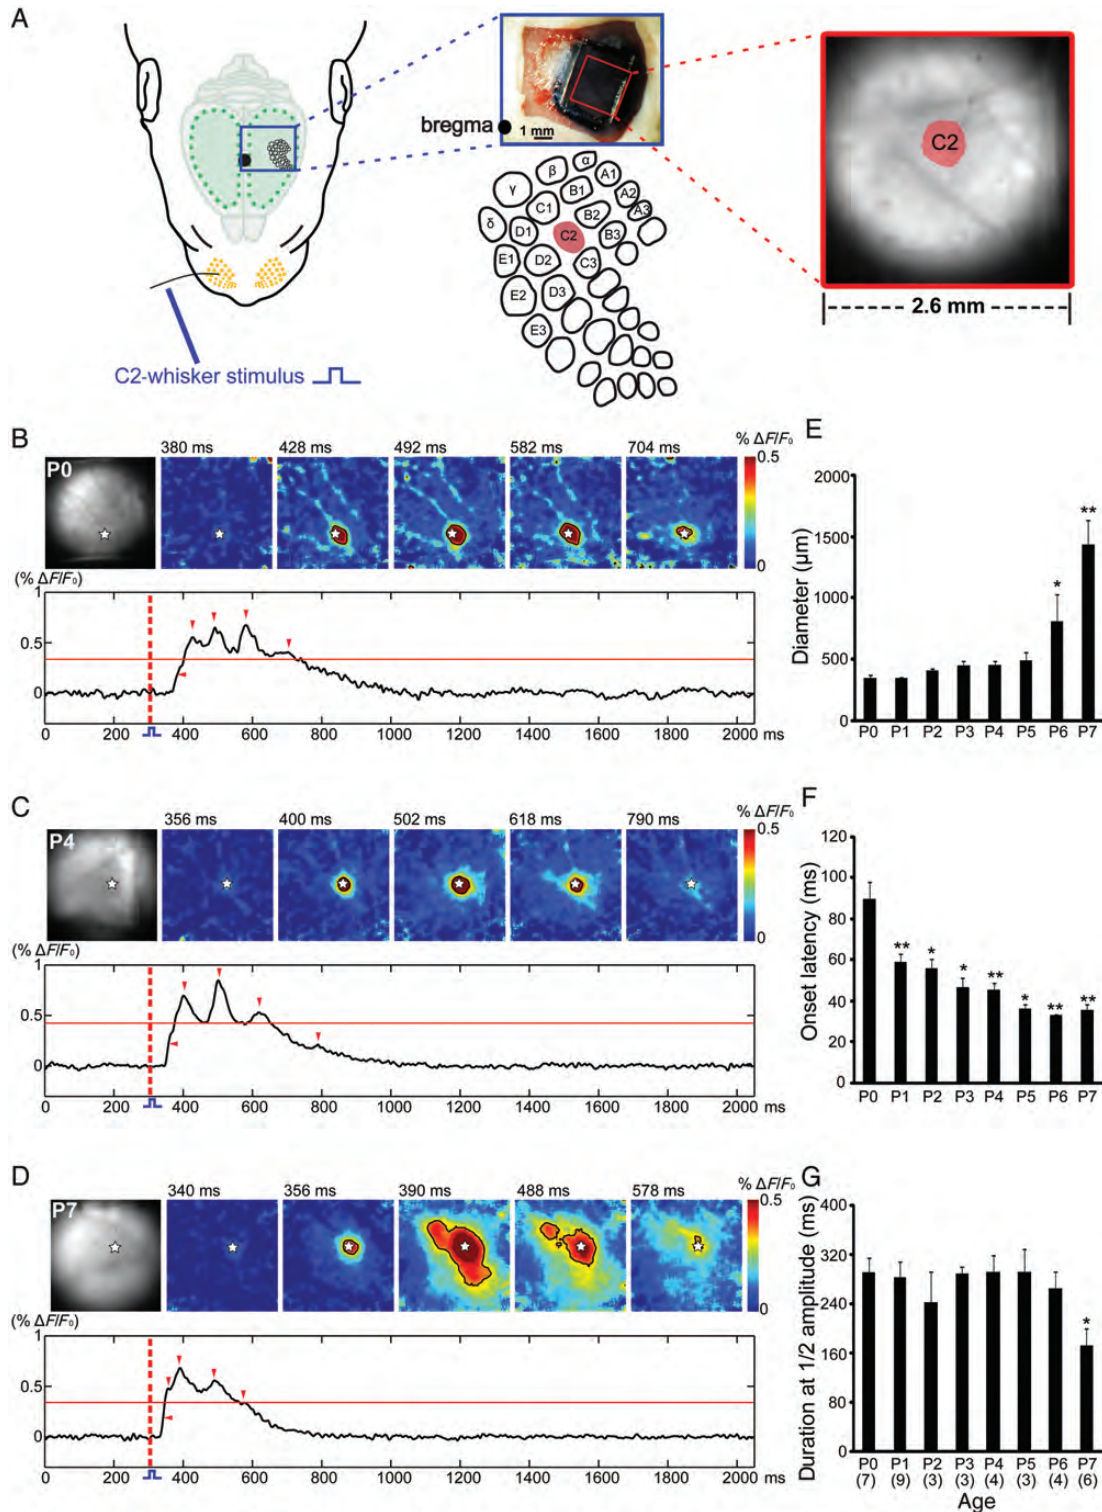 A
bregma
1 mm
C2
α
β
A1
γ
B1
A2
C1
B2
A3
δ
D1
C2
B3
E1
D2
C3
E2
D3
E3
C2-whisker stimulus
2.6 mm
B
P0
380 ms 428 ms 492 ms 582 ms 704 ms
% ΔF/F₀
0.5
0
(% ΔF/F₀)
1
0.5
0
0 200 400 600 800 1000 1200 1400 1600 1800 2000 ms
C
P4
356 ms 400 ms 502 ms 618 ms 790 ms
% ΔF/F₀
0.5
0
(% ΔF/F₀)
1
0.5
0
0 200 400 600 800 1000 1200 1400 1600 1800 2000 ms
D
P7
340 ms 356 ms 390 ms 488 ms 578 ms
% ΔF/F₀
0.5
0
(% ΔF/F₀)
1
0.5
0
0 200 400 600 800 1000 1200 1400 1600 1800 2000 ms
E
Diameter (μm)
2000
1500
1000
500
0
* **
P0 P1 P2 P3 P4 P5 P6 P7
F
Onset latency (ms)
120
100
80
60
40
20
0
** * * ** * ** **
P0 P1 P2 P3 P4 P5 P6 P7
G
Duration at 1/2 amplitude (ms)
400
320
240
160
80
0
*
P0 P1 P2 P3 P4 P5 P6 P7
(7) (9) (3) (3) (4) (3) (4) (6)
Age